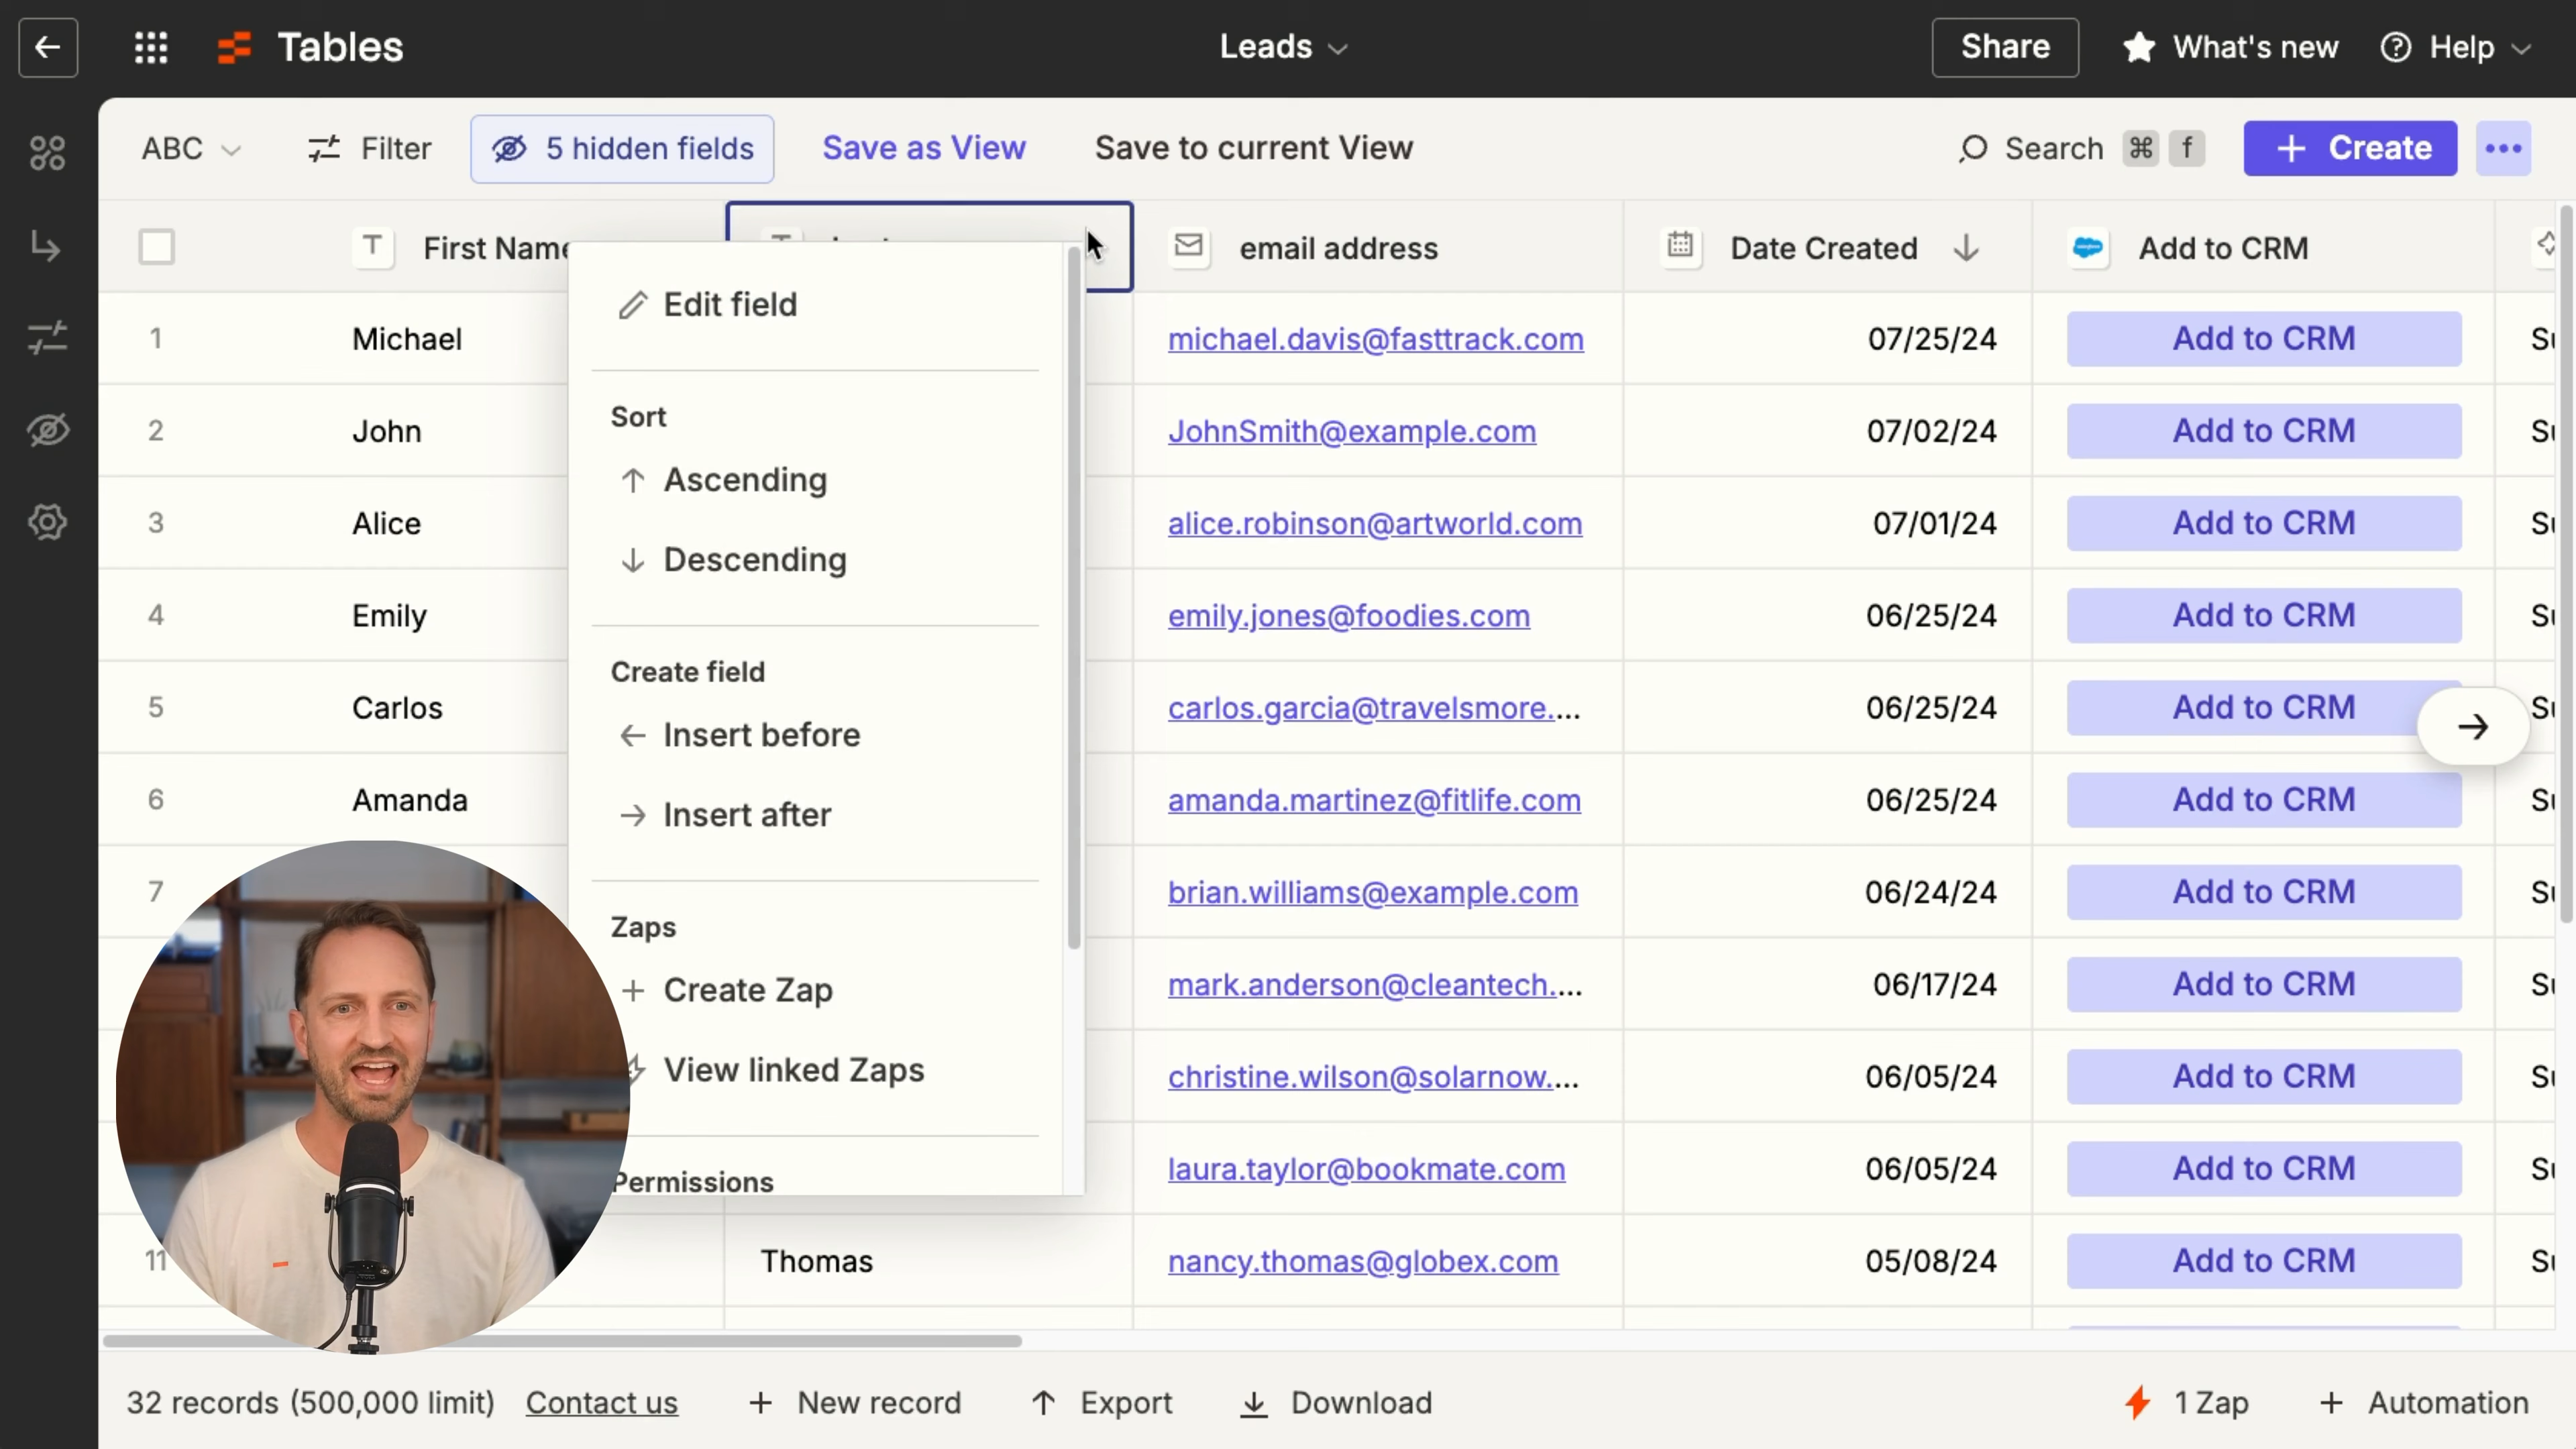 Tables
Leads
Share
What's new
Help
ABC
Filter
5 hidden fields
Save as View
Save to current View
Search ⌘ f
+ Create
First Name
email address
Date Created
Add to CRM
Edit field
Sort
Ascending
Descending
Create field
Insert before
Insert after
Zaps
Create Zap
View linked Zaps
Permissions
1 Michael michael.davis@fasttrack.com 07/25/24 Add to CRM
2 John JohnSmith@example.com 07/02/24 Add to CRM
3 Alice alice.robinson@artworld.com 07/01/24 Add to CRM
4 Emily emily.jones@foodies.com 06/25/24 Add to CRM
5 Carlos carlos.garcia@travelsmore.... 06/25/24 Add to CRM
6 Amanda amanda.martinez@fitlife.com 06/25/24 Add to CRM
7 brian.williams@example.com 06/24/24 Add to CRM
mark.anderson@cleantech.... 06/17/24 Add to CRM
christine.wilson@solarnow.... 06/05/24 Add to CRM
laura.taylor@bookmate.com 06/05/24 Add to CRM
11 Thomas nancy.thomas@globex.com 05/08/24 Add to CRM
32 records (500,000 limit) Contact us + New record Export Download
1 Zap + Automation